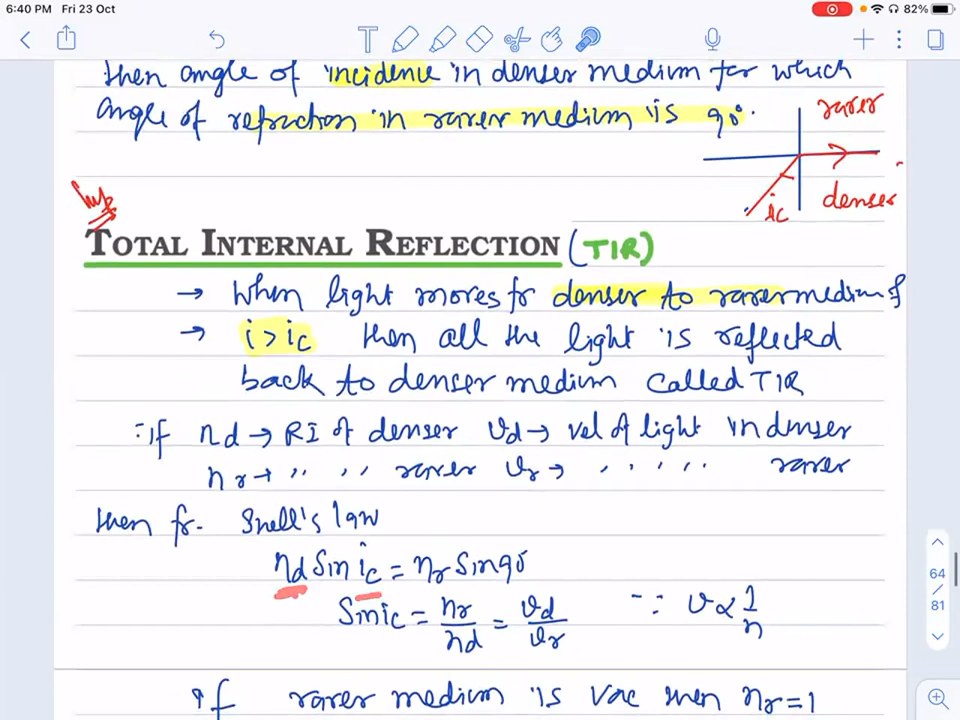 6:40 PM Fri 23 Oct
82%
then angle of incidence in denser medium for which
angle of refraction in rarer medium is 90°.
rarer
denser
ic
Imp
TOTAL INTERNAL REFLECTION (TIR)
→ When light moves fr denser to rarer medium &
→ i > ic then all the light is reflected
back to denser medium called TIR
∴ if nd → RI of denser vd → vel of light in denser
nr → ,, ,, rarer vr → ,, ,, ,, rarer
then fr. Snell's law
nd Sin ic = nr Sin 90
Sin ic = nr/nd = vd/vr ∵ v ∝ 1/n
64
/
81
if rarer medium is vac then nr = 1